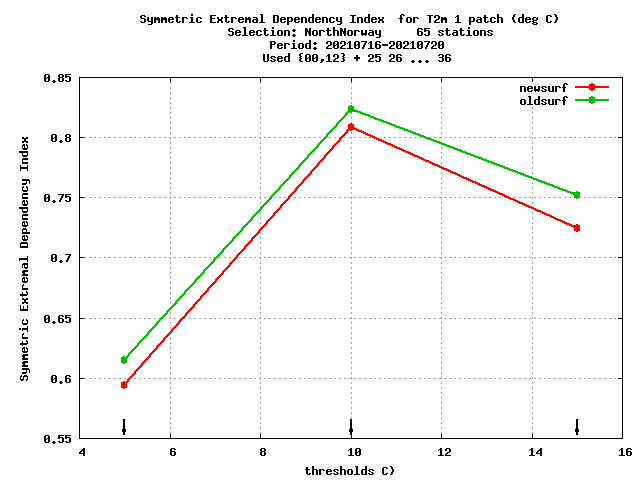 Symmetric Extremal Dependency Index  for T2m 1 patch (deg C)
Selection: NorthNorway     65 stations
Period: 20210716-20210720
Used {00,12} + 25 26 ... 36
newsurf
oldsurf
Symmetric Extremal Dependency Index
0.85
0.8
0.75
0.7
0.65
0.6
0.55
4 6 8 10 12 14 16
thresholds C)